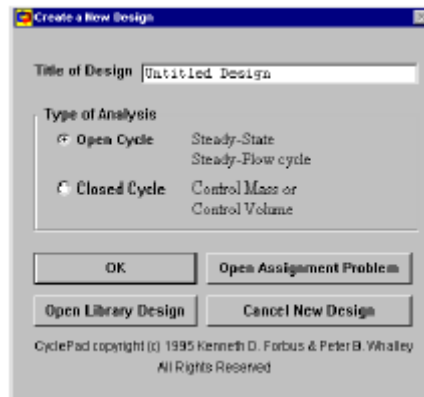 Create a New Design
Title of Design Untitled Design
Type of Analysis
Open Cycle Steady-State
Steady-Flow cycle
Closed Cycle Control Mass or
Control Volume
OK Open Assignment Problem
Open Library Design Cancel New Design
CyclePad copyright (c) 1995 Kenneth D. Forbus & Peter B. Whalley
All Rights Reserved